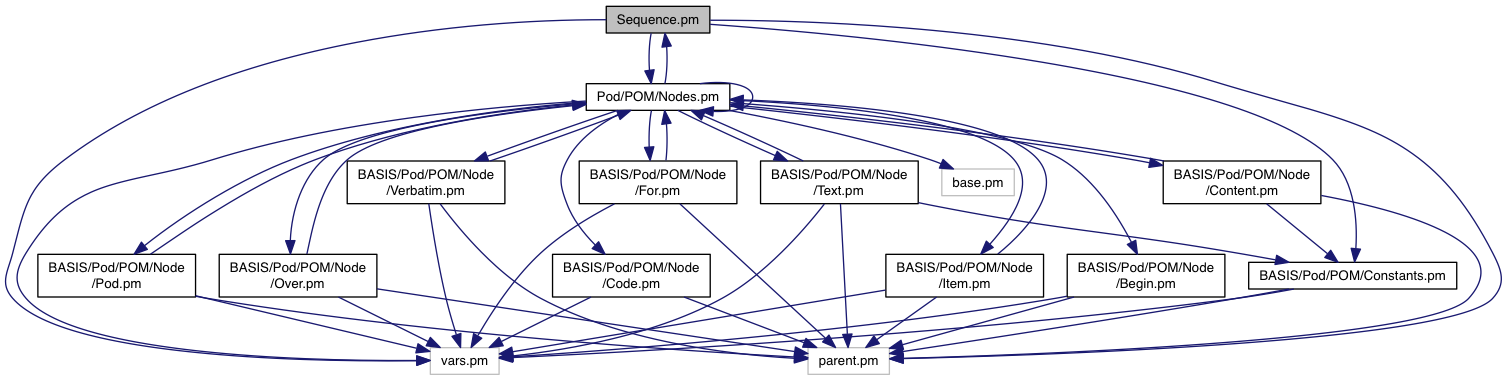 Sequence.pm
Pod/POM/Nodes.pm
BASIS/Pod/POM/Node
/Verbatim.pm
BASIS/Pod/POM/Node
/For.pm
BASIS/Pod/POM/Node
/Text.pm
base.pm
BASIS/Pod/POM/Node
/Content.pm
BASIS/Pod/POM/Node
/Pod.pm
BASIS/Pod/POM/Node
/Over.pm
BASIS/Pod/POM/Node
/Code.pm
BASIS/Pod/POM/Node
/Item.pm
BASIS/Pod/POM/Node
/Begin.pm
BASIS/Pod/POM/Constants.pm
vars.pm
parent.pm